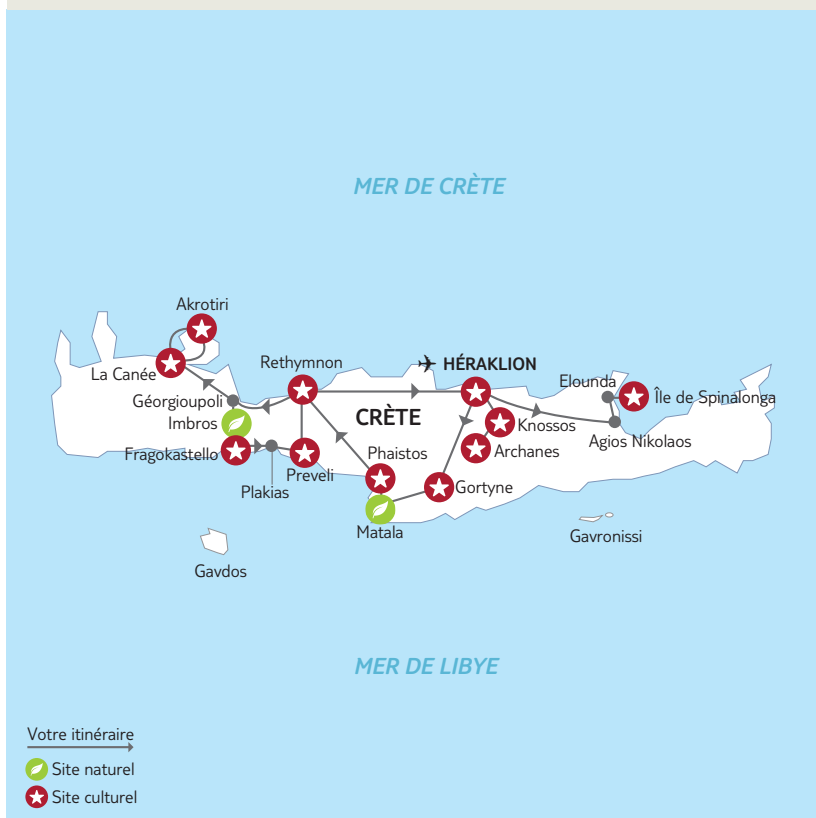 MER DE CRÈTE
Akrotiri
La Canée
Rethymnon
HÉRAKLION
Géorgioupoli
Imbros
CRÈTE
Elounda
Île de Spinalonga
Knossos
Agios Nikolaos
Fragokastello
Phaistos
Archanes
Preveli
Plakias
Gortyne
Matala
Gavronissi
Gavdos
MER DE LIBYE
Votre itinéraire
Site naturel
Site culturel